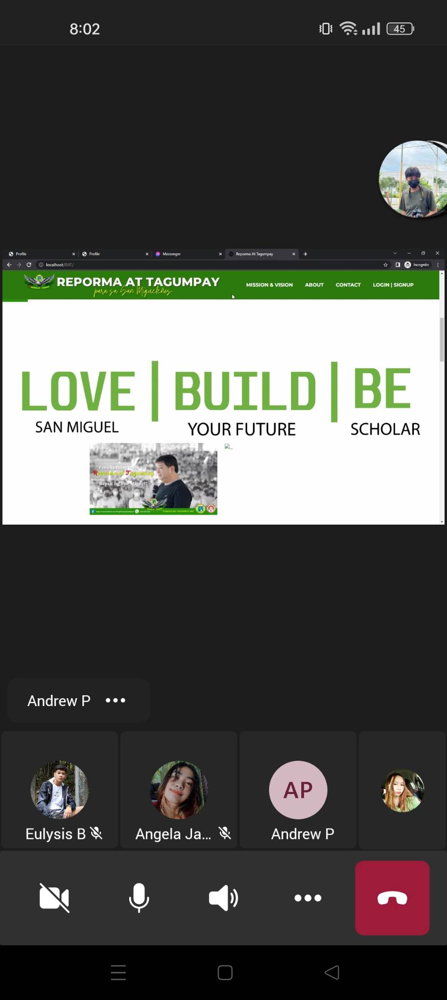 8:02
45
Profile
Profile
Messenger
Reporma At Tagumpay
localhost/RAT/
Incognito
REPORMA AT TAGUMPAY
para sa San Migueleños
MISSION & VISION
ABOUT
CONTACT
LOGIN | SIGNUP
LOVE | BUILD | BE
SAN MIGUEL
YOUR FUTURE
SCHOLAR
"Para sa tuloy tuloy na
Reporma at Tagumpay
Bayan ng San Miguel"
Andrew P
AP
Eulysis B
Angela Ja...
Andrew P